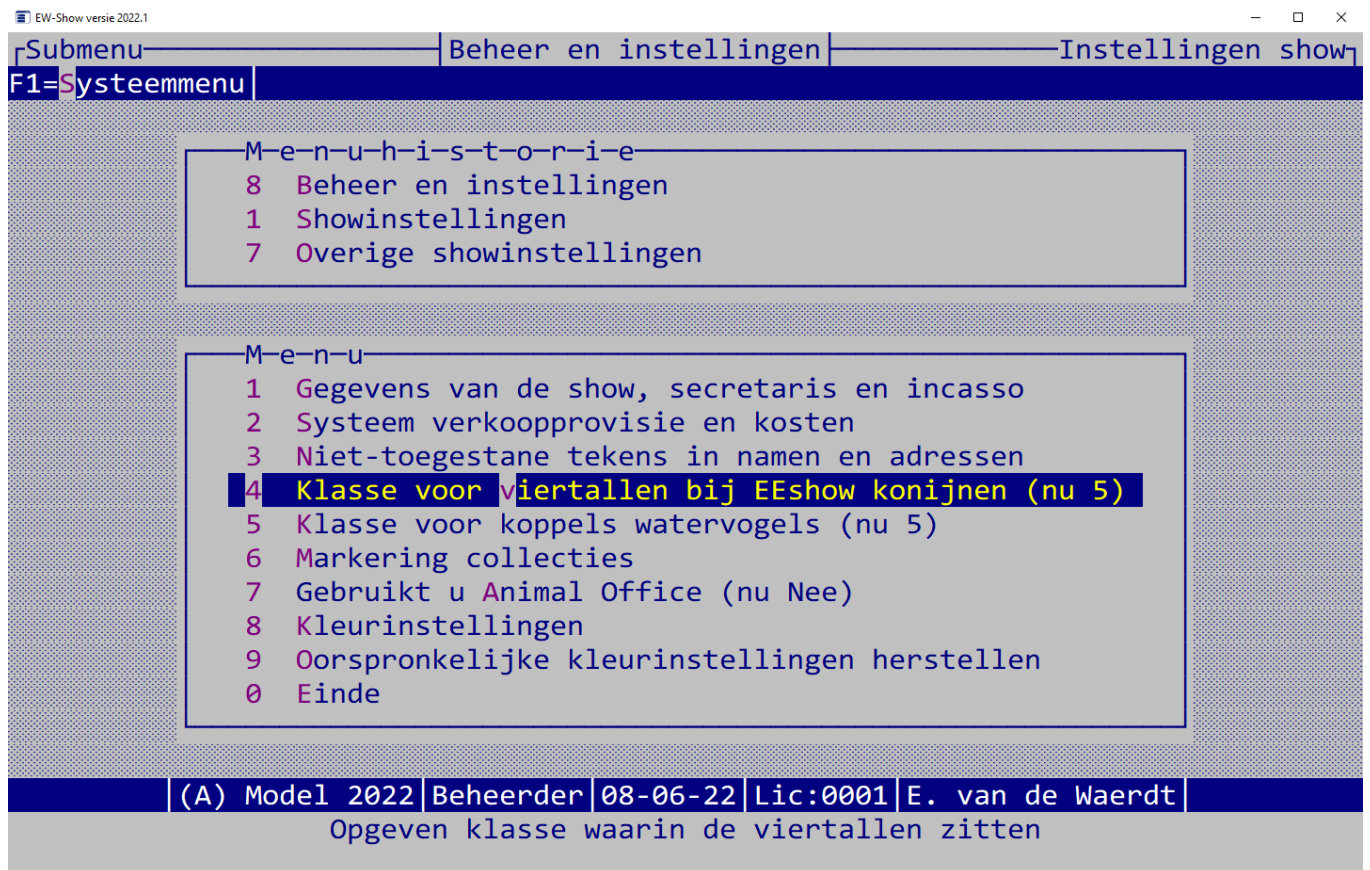 EW-Show versie 2022.1
Submenu Beheer en instellingen Instellingen show
F1=Systeemmenu
M-e-n-u-h-i-s-t-o-r-i-e
8 Beheer en instellingen
1 Showinstellingen
7 Overige showinstellingen
M-e-n-u
1 Gegevens van de show, secretaris en incasso
2 Systeem verkoopprovisie en kosten
3 Niet-toegestane tekens in namen en adressen
4 Klasse voor viertallen bij EEshow konijnen (nu 5)
5 Klasse voor koppels watervogels (nu 5)
6 Markering collecties
7 Gebruikt u Animal Office (nu Nee)
8 Kleurinstellingen
9 Oorspronkelijke kleurinstellingen herstellen
0 Einde
(A) Model 2022|Beheerder|08-06-22|Lic:0001|E. van de Waerdt
Opgeven klasse waarin de viertallen zitten